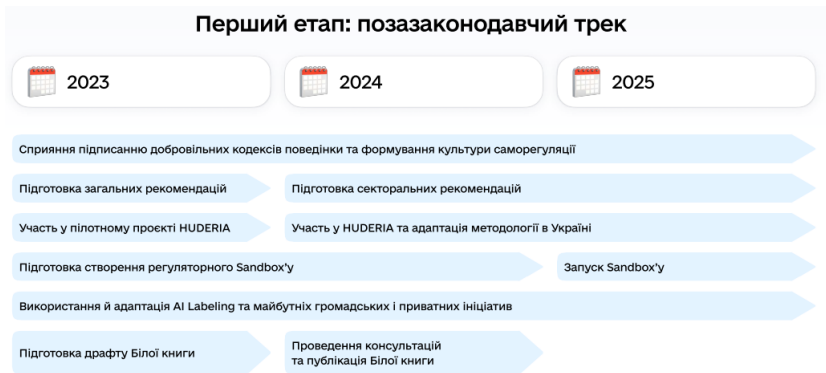 Перший етап: позазаконодавчий трек
2023
2024
2025
Сприяння підписанню добровільних кодексів поведінки та формування культури саморегуляції
Підготовка загальних рекомендацій
Підготовка секторальних рекомендацій
Участь у пілотному проєкті HUDERIA
Участь у HUDERIA та адаптація методології в Україні
Підготовка створення регуляторного Sandbox'у
Запуск Sandbox'у
Використання й адаптація AI Labeling та майбутніх громадських і приватних ініціатив
Підготовка драфту Білої книги
Проведення консультацій
та публікація Білої книги